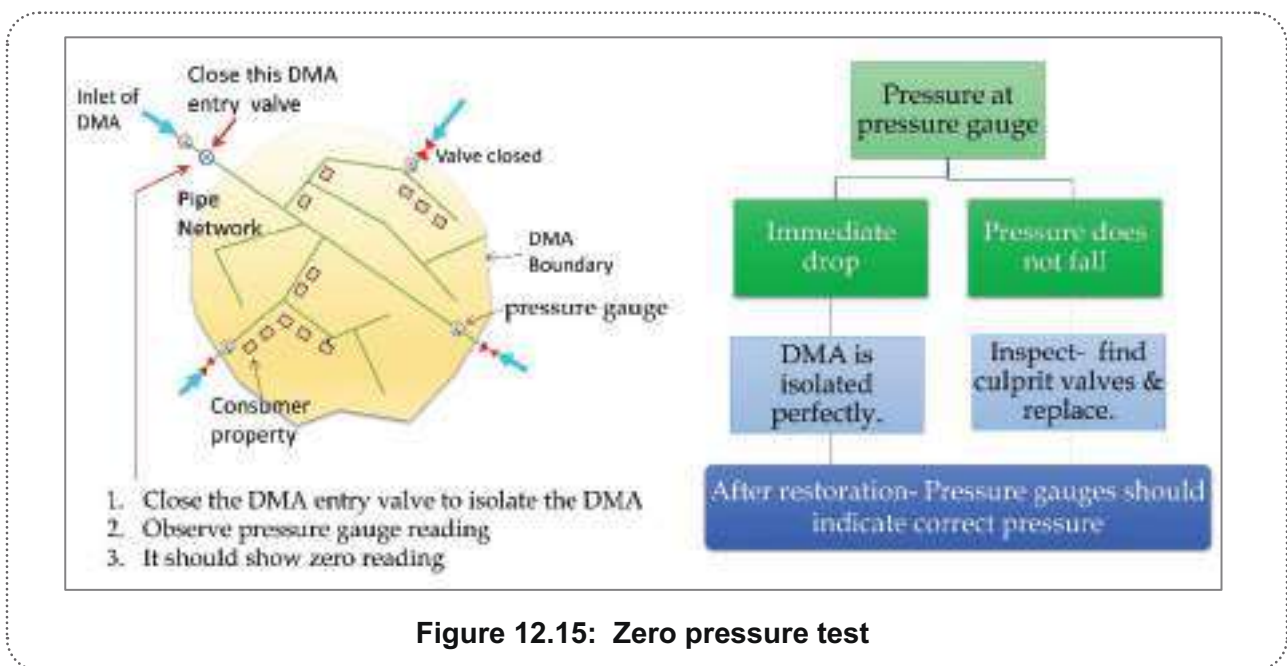 Close this DMA
entry valve
Inlet of
DMA
Valve closed
Pipe
Network
DMA
Boundary
pressure gauge
Consumer
property
1. Close the DMA entry valve to isolate the DMA
2. Observe pressure gauge reading
3. It should show zero reading
Pressure at
pressure gauge
Immediate
drop
Pressure does
not fall
DMA is
isolated
perfectly.
Inspect- find
culprit valves &
replace.
After restoration- Pressure gauges should
indicate correct pressure
Figure 12.15: Zero pressure test